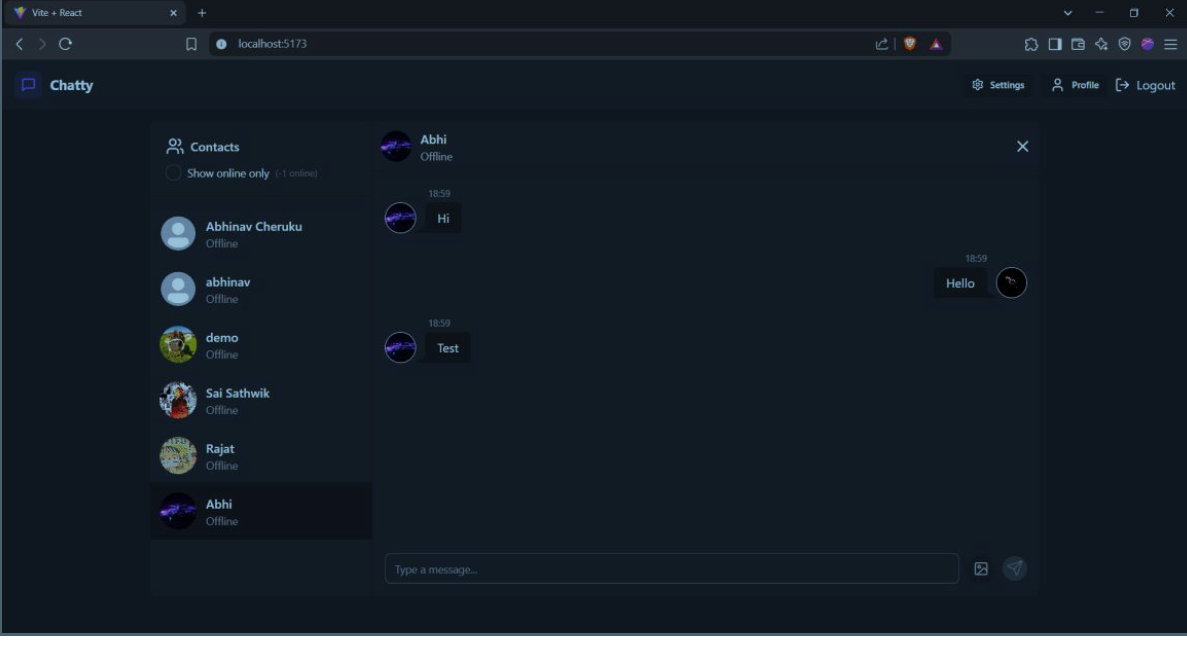 Vite + React
localhost:5173
Chatty
Settings
Profile
Logout
Contacts
Show online only (-1 online)
Abhinav Cheruku
Offline
abhinav
Offline
demo
Offline
Sai Sathwik
Offline
Rajat
Offline
Abhi
Offline
Abhi
Offline
18:59
Hi
18:59
Hello
18:59
Test
Type a message...